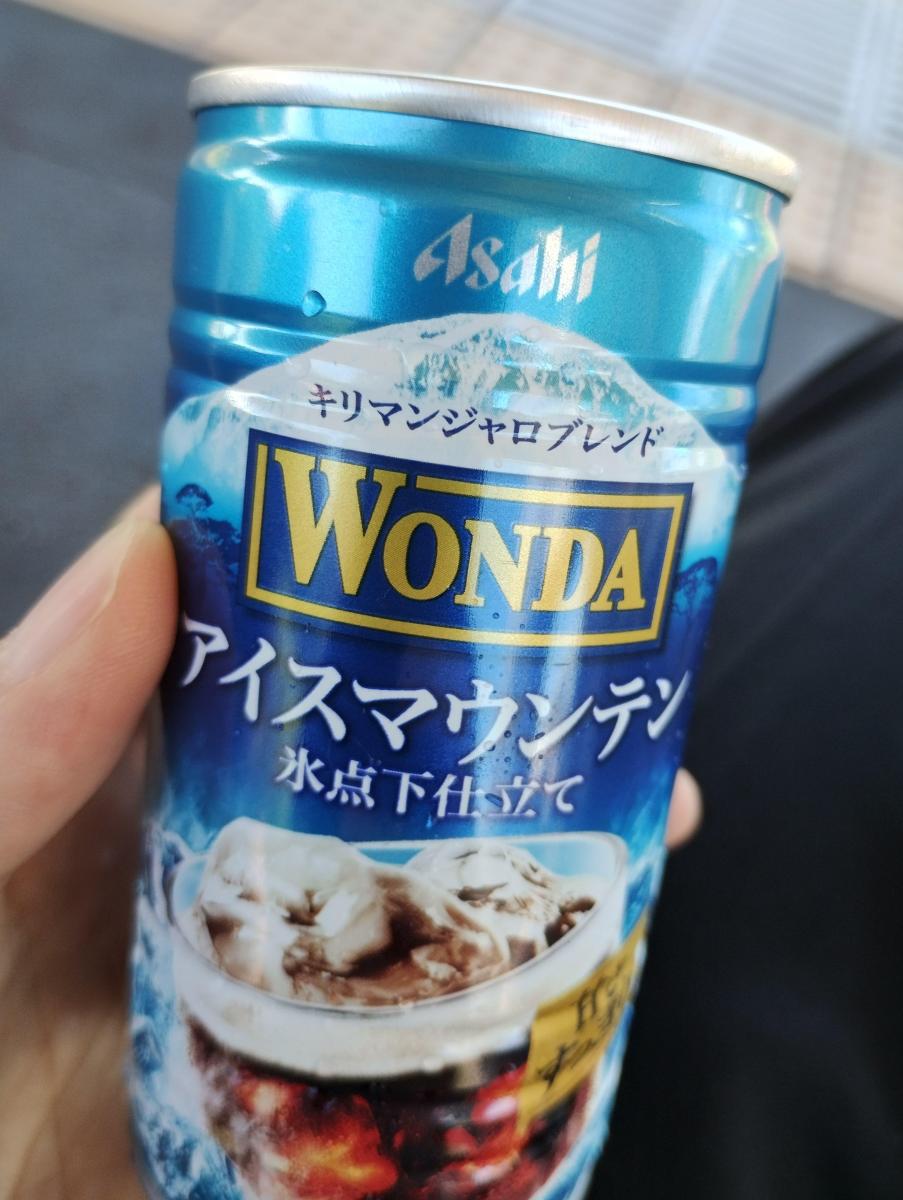 Asahi
キリマンジャロブレンド
WONDA
アイスマウンテン
氷点下仕立て